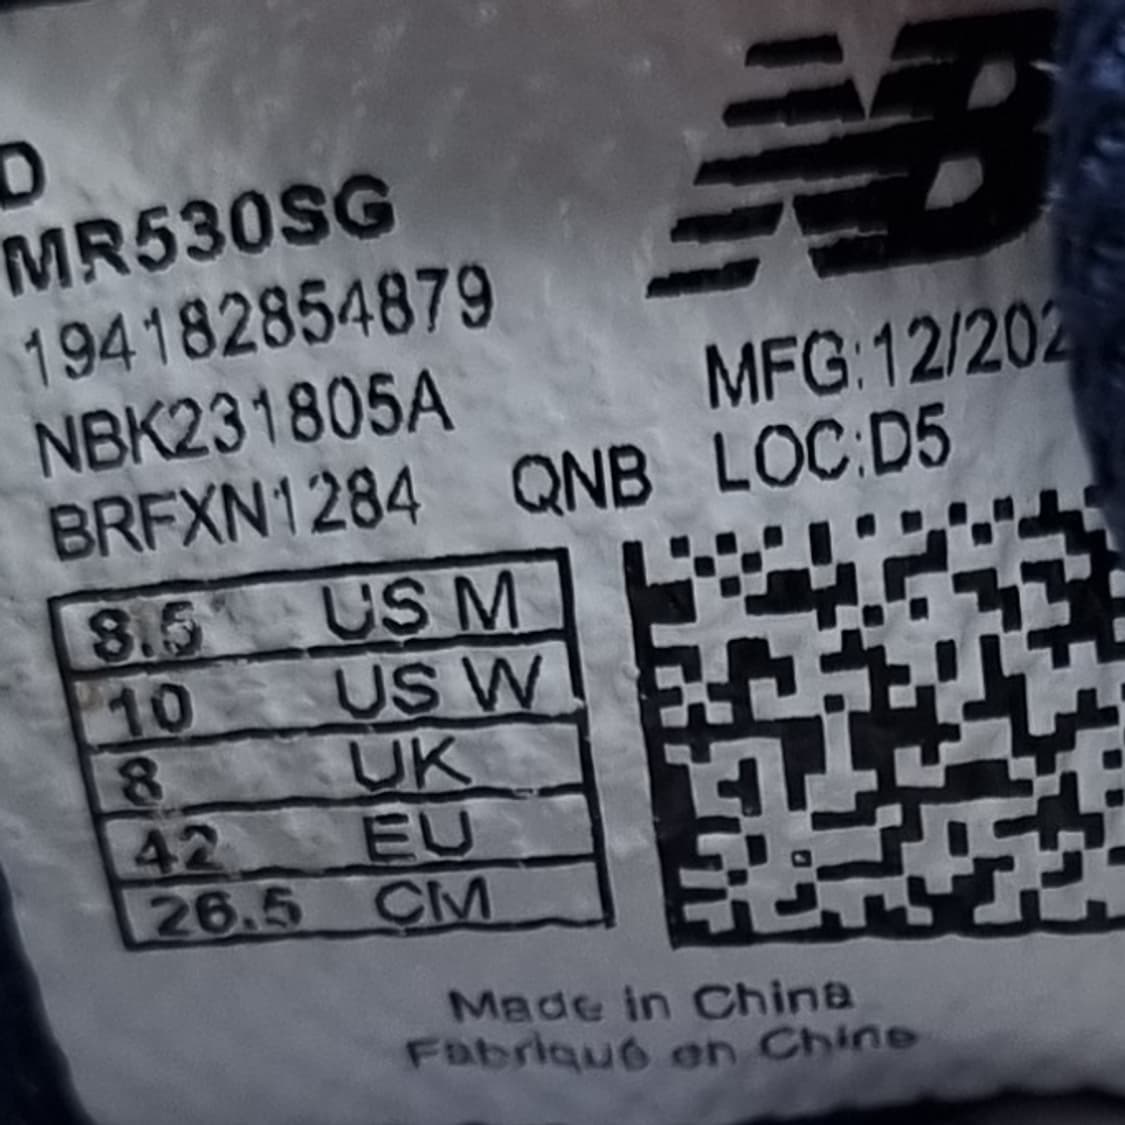 NB
D
MR530SG
194182854879
NBK231805A
MFG:12/202
BRFXN1284 QNB LOC:D5
8.5 US M
10 US W
8 UK
42 EU
26.5 CM
Made in China
Fabriqué en Chine